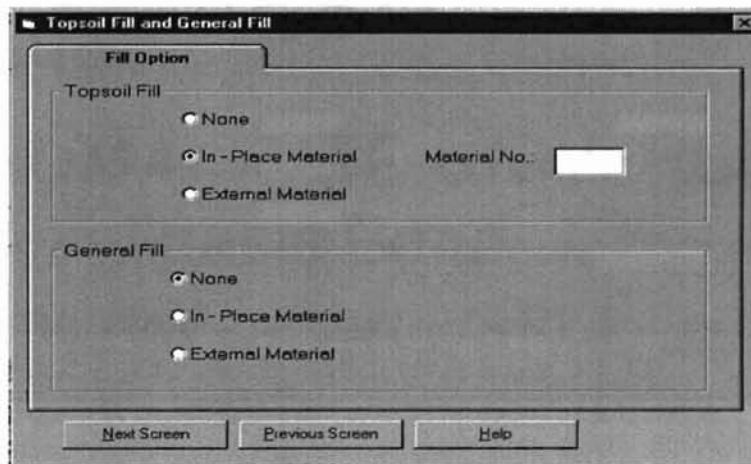 Topsoil Fill and General Fill
Fill Option
Topsoil Fill
None
In - Place Material Material No.:
External Material
General Fill
None
In - Place Material
External Material
Next Screen Previous Screen Help